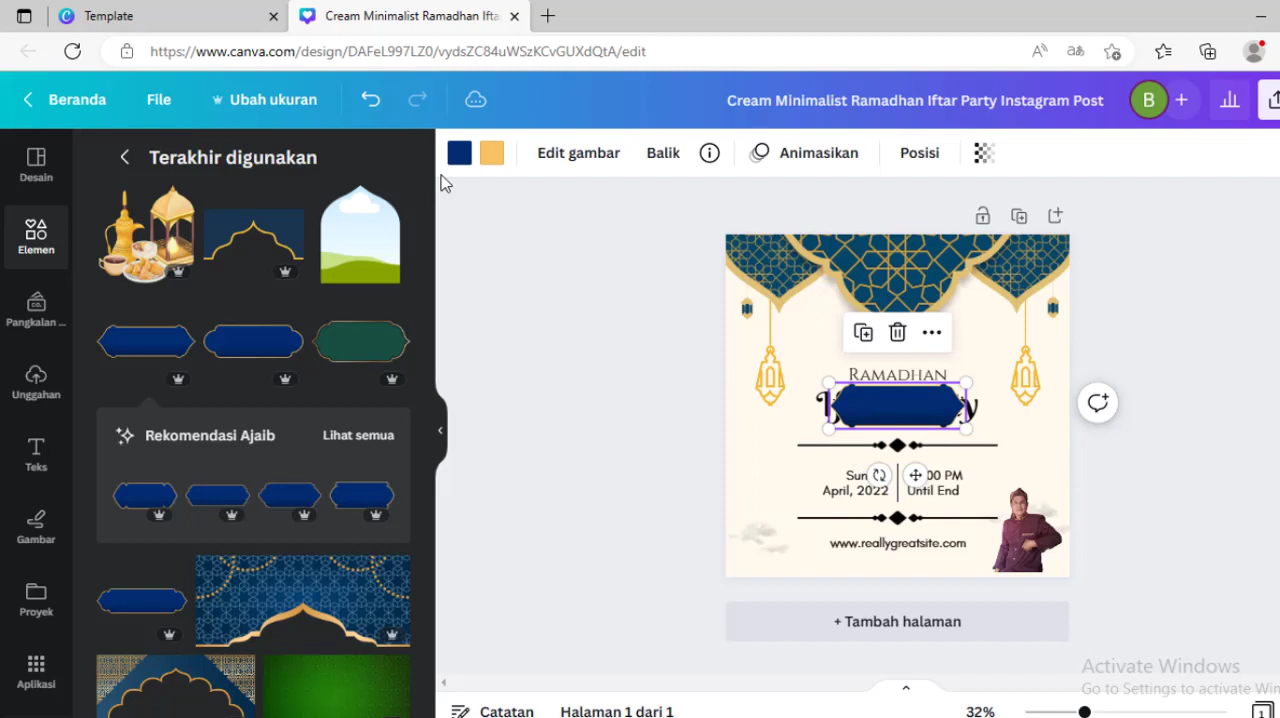 Template
Cream Minimalist Ramadhan Ifta
https://www.canva.com/design/DAFeL997LZ0/vydsZC84uWSzKCvGUXdQtA/edit
Beranda
File
Ubah ukuran
Cream Minimalist Ramadhan Iftar Party Instagram Post
B
Desain
Elemen
Pangkalan ...
Unggahan
Teks
Gambar
Proyek
Aplikasi
Terakhir digunakan
Rekomendasi Ajaib
Lihat semua
Edit gambar
Balik
Animasikan
Posisi
Ramadhan
y
Sun
00 PM
April, 2022
Until End
www.reallygreatsite.com
+ Tambah halaman
Activate Windows
Go to Settings to activate Win
Catatan
Halaman 1 dari 1
32%
1